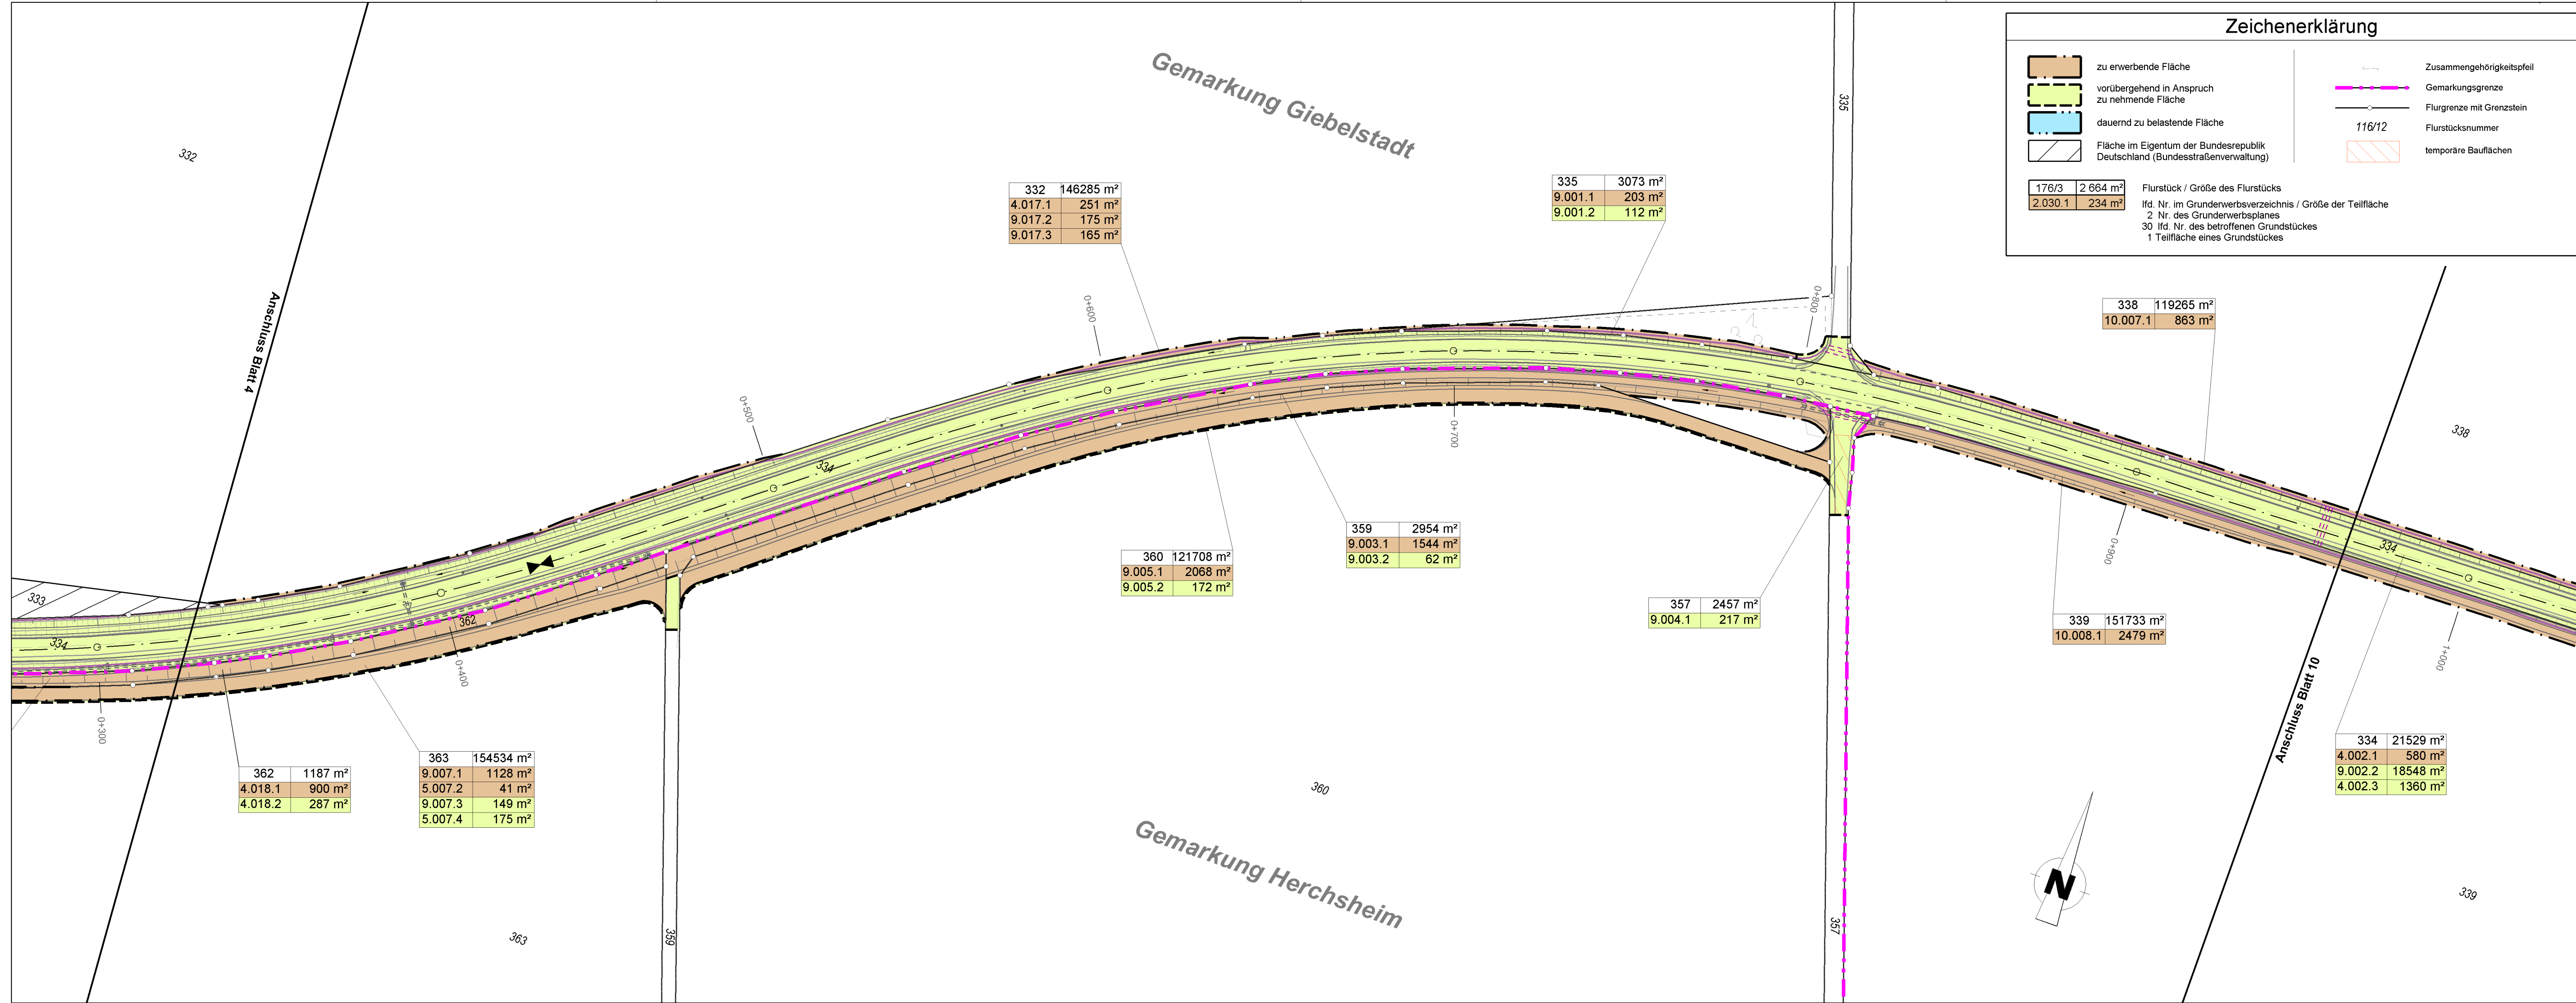 Zeichenerklärung
zu erwerbende Fläche
vorübergehend in Anspruch
zu nehmende Fläche
dauernd zu belastende Fläche
Fläche im Eigentum der Bundesrepublik
Deutschland (Bundesstraßenverwaltung)
Zusammengehörigkeitspfeil
Gemarkungsgrenze
Flurgrenze mit Grenzstein
116/12 Flurstücksnummer
temporäre Bauflächen
176/3 2 664 m² Flurstück / Größe des Flurstücks
2.030.1 234 m² lfd. Nr. im Grunderwerbsverzeichnis / Größe der Teilfläche
2 Nr. des Grunderwerbsplanes
30 lfd. Nr. des betroffenen Grundstückes
1 Teilfläche eines Grundstückes
Gemarkung Giebelstadt
332
335
Anschluss Blatt 4
332 146285 m²
4.017.1 251 m²
9.017.2 175 m²
9.017.3 165 m²
335 3073 m²
9.001.1 203 m²
9.001.2 112 m²
338 119265 m²
10.007.1 863 m²
0+600
0+800
0+500
0+700
334
338
333
334
362
0+400
0+300
0+900
334
1+000
359 2954 m²
9.003.1 1544 m²
9.003.2 62 m²
360 121708 m²
9.005.1 2068 m²
9.005.2 172 m²
357 2457 m²
9.004.1 217 m²
339 151733 m²
10.008.1 2479 m²
Anschluss Blatt 10
334 21529 m²
4.002.1 580 m²
9.002.2 18548 m²
4.002.3 1360 m²
362 1187 m²
4.018.1 900 m²
4.018.2 287 m²
363 154534 m²
9.007.1 1128 m²
5.007.2 41 m²
9.007.3 149 m²
5.007.4 175 m²
360
Gemarkung Herchsheim
N
339
363
359
357